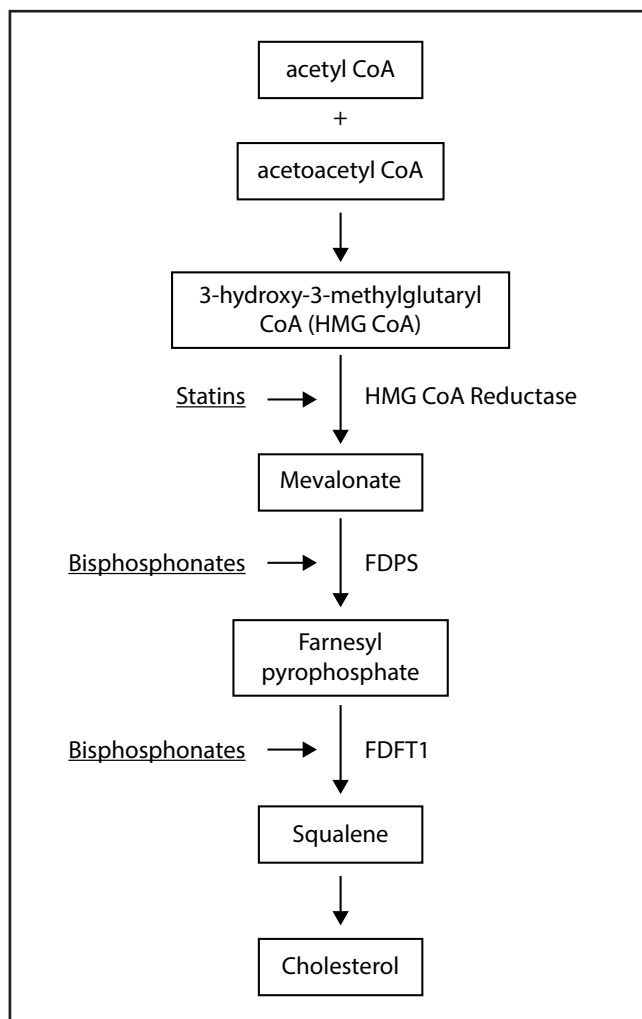 acetyl CoA
+
acetoacetyl CoA
3-hydroxy-3-methylglutaryl
CoA (HMG CoA)
Statins
HMG CoA Reductase
Mevalonate
Bisphosphonates
FDPS
Farnesyl
pyrophosphate
Bisphosphonates
FDFT1
Squalene
Cholesterol